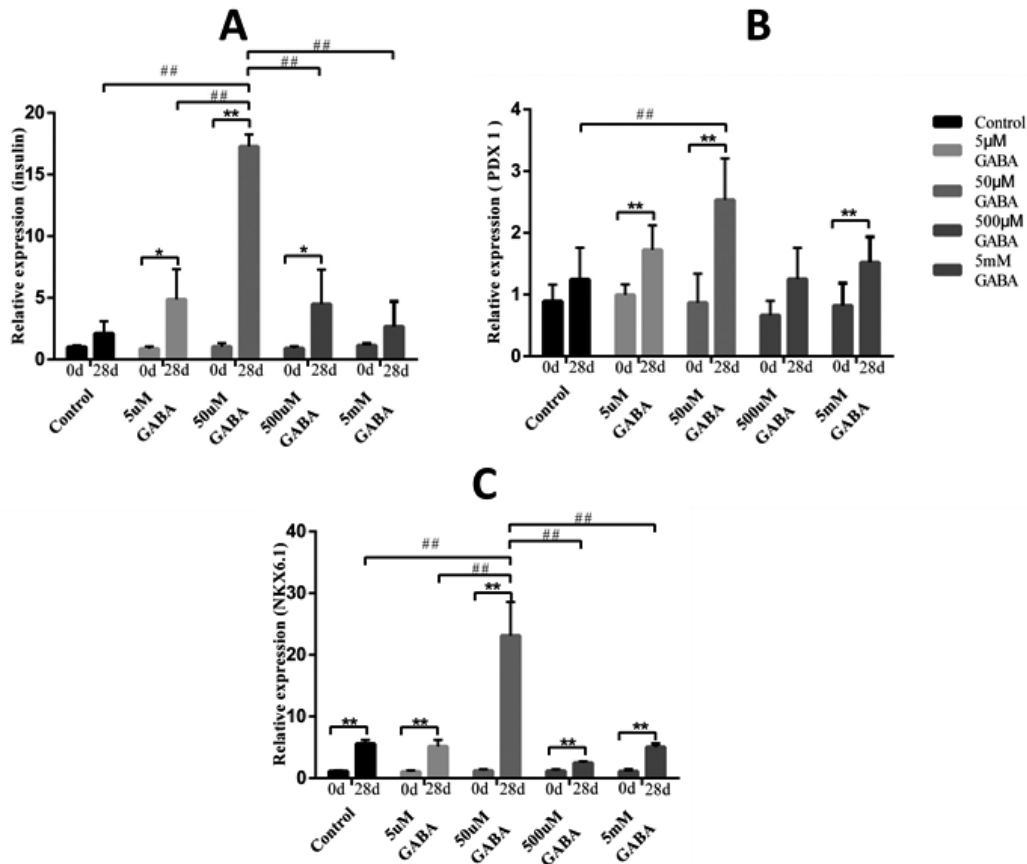 A
##
##
##
##
**
*
*
Relative expression (insulin)
20
15
10
5
0
0d 28d 0d 28d 0d 28d 0d 28d 0d 28d
Control
5uM
GABA
50uM
GABA
500uM
GABA
5mM
GABA
B
##
**
**
**
Relative expression ( PDX 1 )
4
3
2
1
0
0d 28d 0d 28d 0d 28d 0d 28d 0d 28d
Control
5uM
GABA
50uM
GABA
500uM
GABA
5mM
GABA
Control
5µM
GABA
50µM
GABA
500µM
GABA
5mM
GABA
C
##
##
##
##
**
**
**
**
**
Relative expression (NKX6.1)
40
30
20
10
0
0d 28d 0d 28d 0d 28d 0d 28d 0d 28d
Control
5uM
GABA
50uM
GABA
500uM
GABA
5mM
GABA